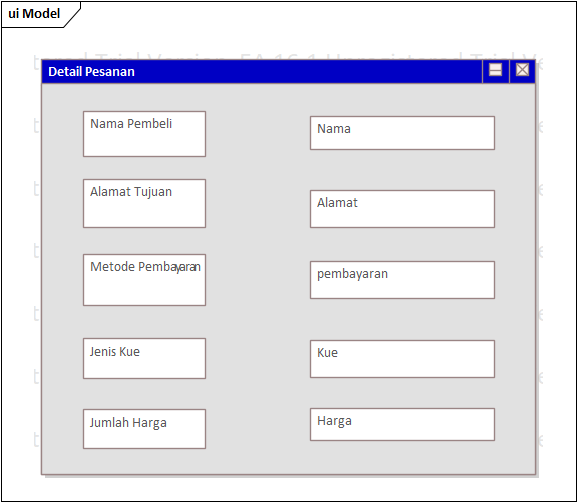 ui Model
Detail Pesanan
Nama Pembeli
Nama
Alamat Tujuan
Alamat
Metode Pembayaran
pembayaran
Jenis Kue
Kue
Jumlah Harga
Harga